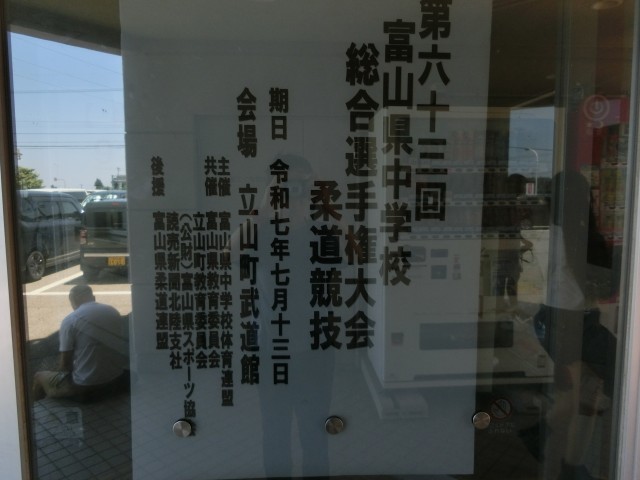 第六十三回
富山県中学校
総合選手権大会
柔道競技
期日 令和七年七月十三日
会場 立山町武道館
主催 富山県中学校体育連盟
共催 富山県教育委員会
立山町教育委員会
(公財)富山県スポーツ協
後援 読売新聞北陸支社
富山県柔道連盟